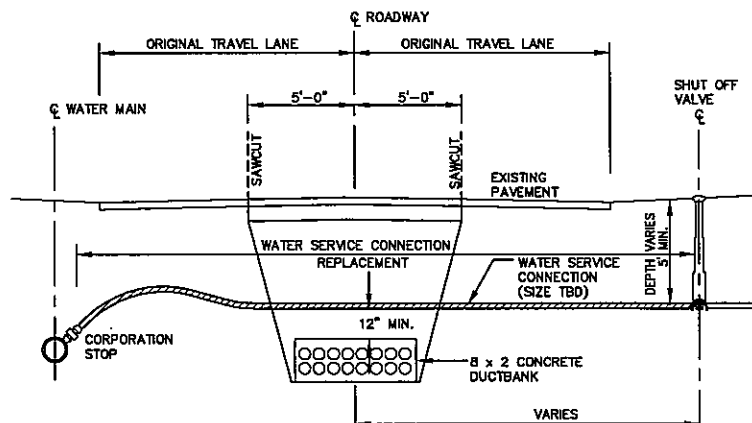 ℄ ROADWAY
ORIGINAL TRAVEL LANE
ORIGINAL TRAVEL LANE
SHUT OFF
VALVE
℄
5'-0"
5'-0"
℄ WATER MAIN
SAWCUT
SAWCUT
EXISTING
PAVEMENT
WATER SERVICE CONNECTION
REPLACEMENT
WATER SERVICE
CONNECTION
(SIZE TBD)
DEPTH VARIES
5' MIN.
12" MIN.
CORPORATION
STOP
8 x 2 CONCRETE
DUCTBANK
VARIES